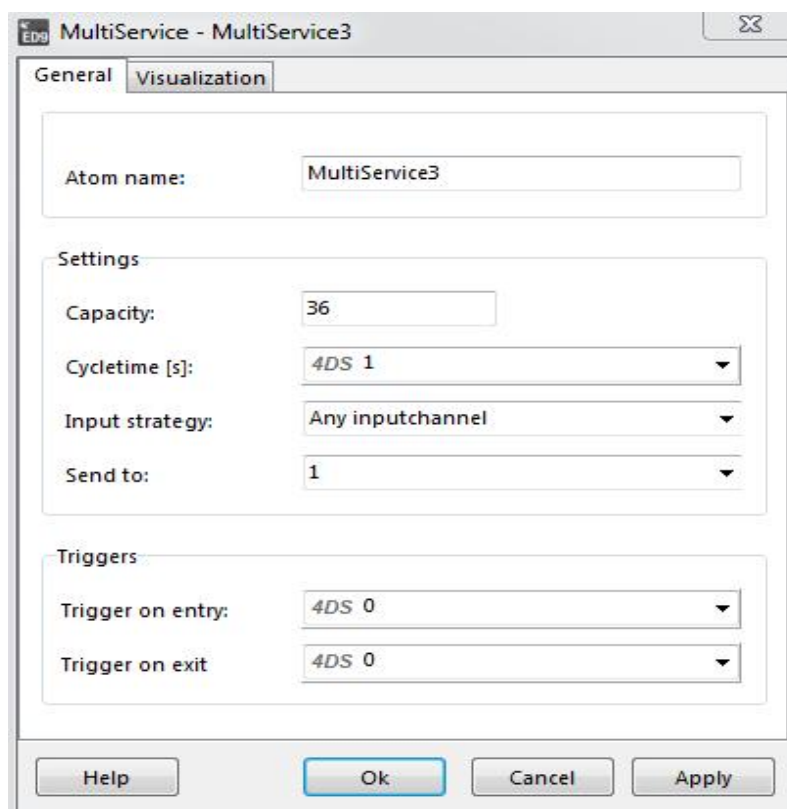 ED9 MultiService - MultiService3
General Visualization
Atom name: MultiService3
Settings
Capacity: 36
Cycletime [s]: 4DS 1
Input strategy: Any inputchannel
Send to: 1
Triggers
Trigger on entry: 4DS 0
Trigger on exit 4DS 0
Help Ok Cancel Apply